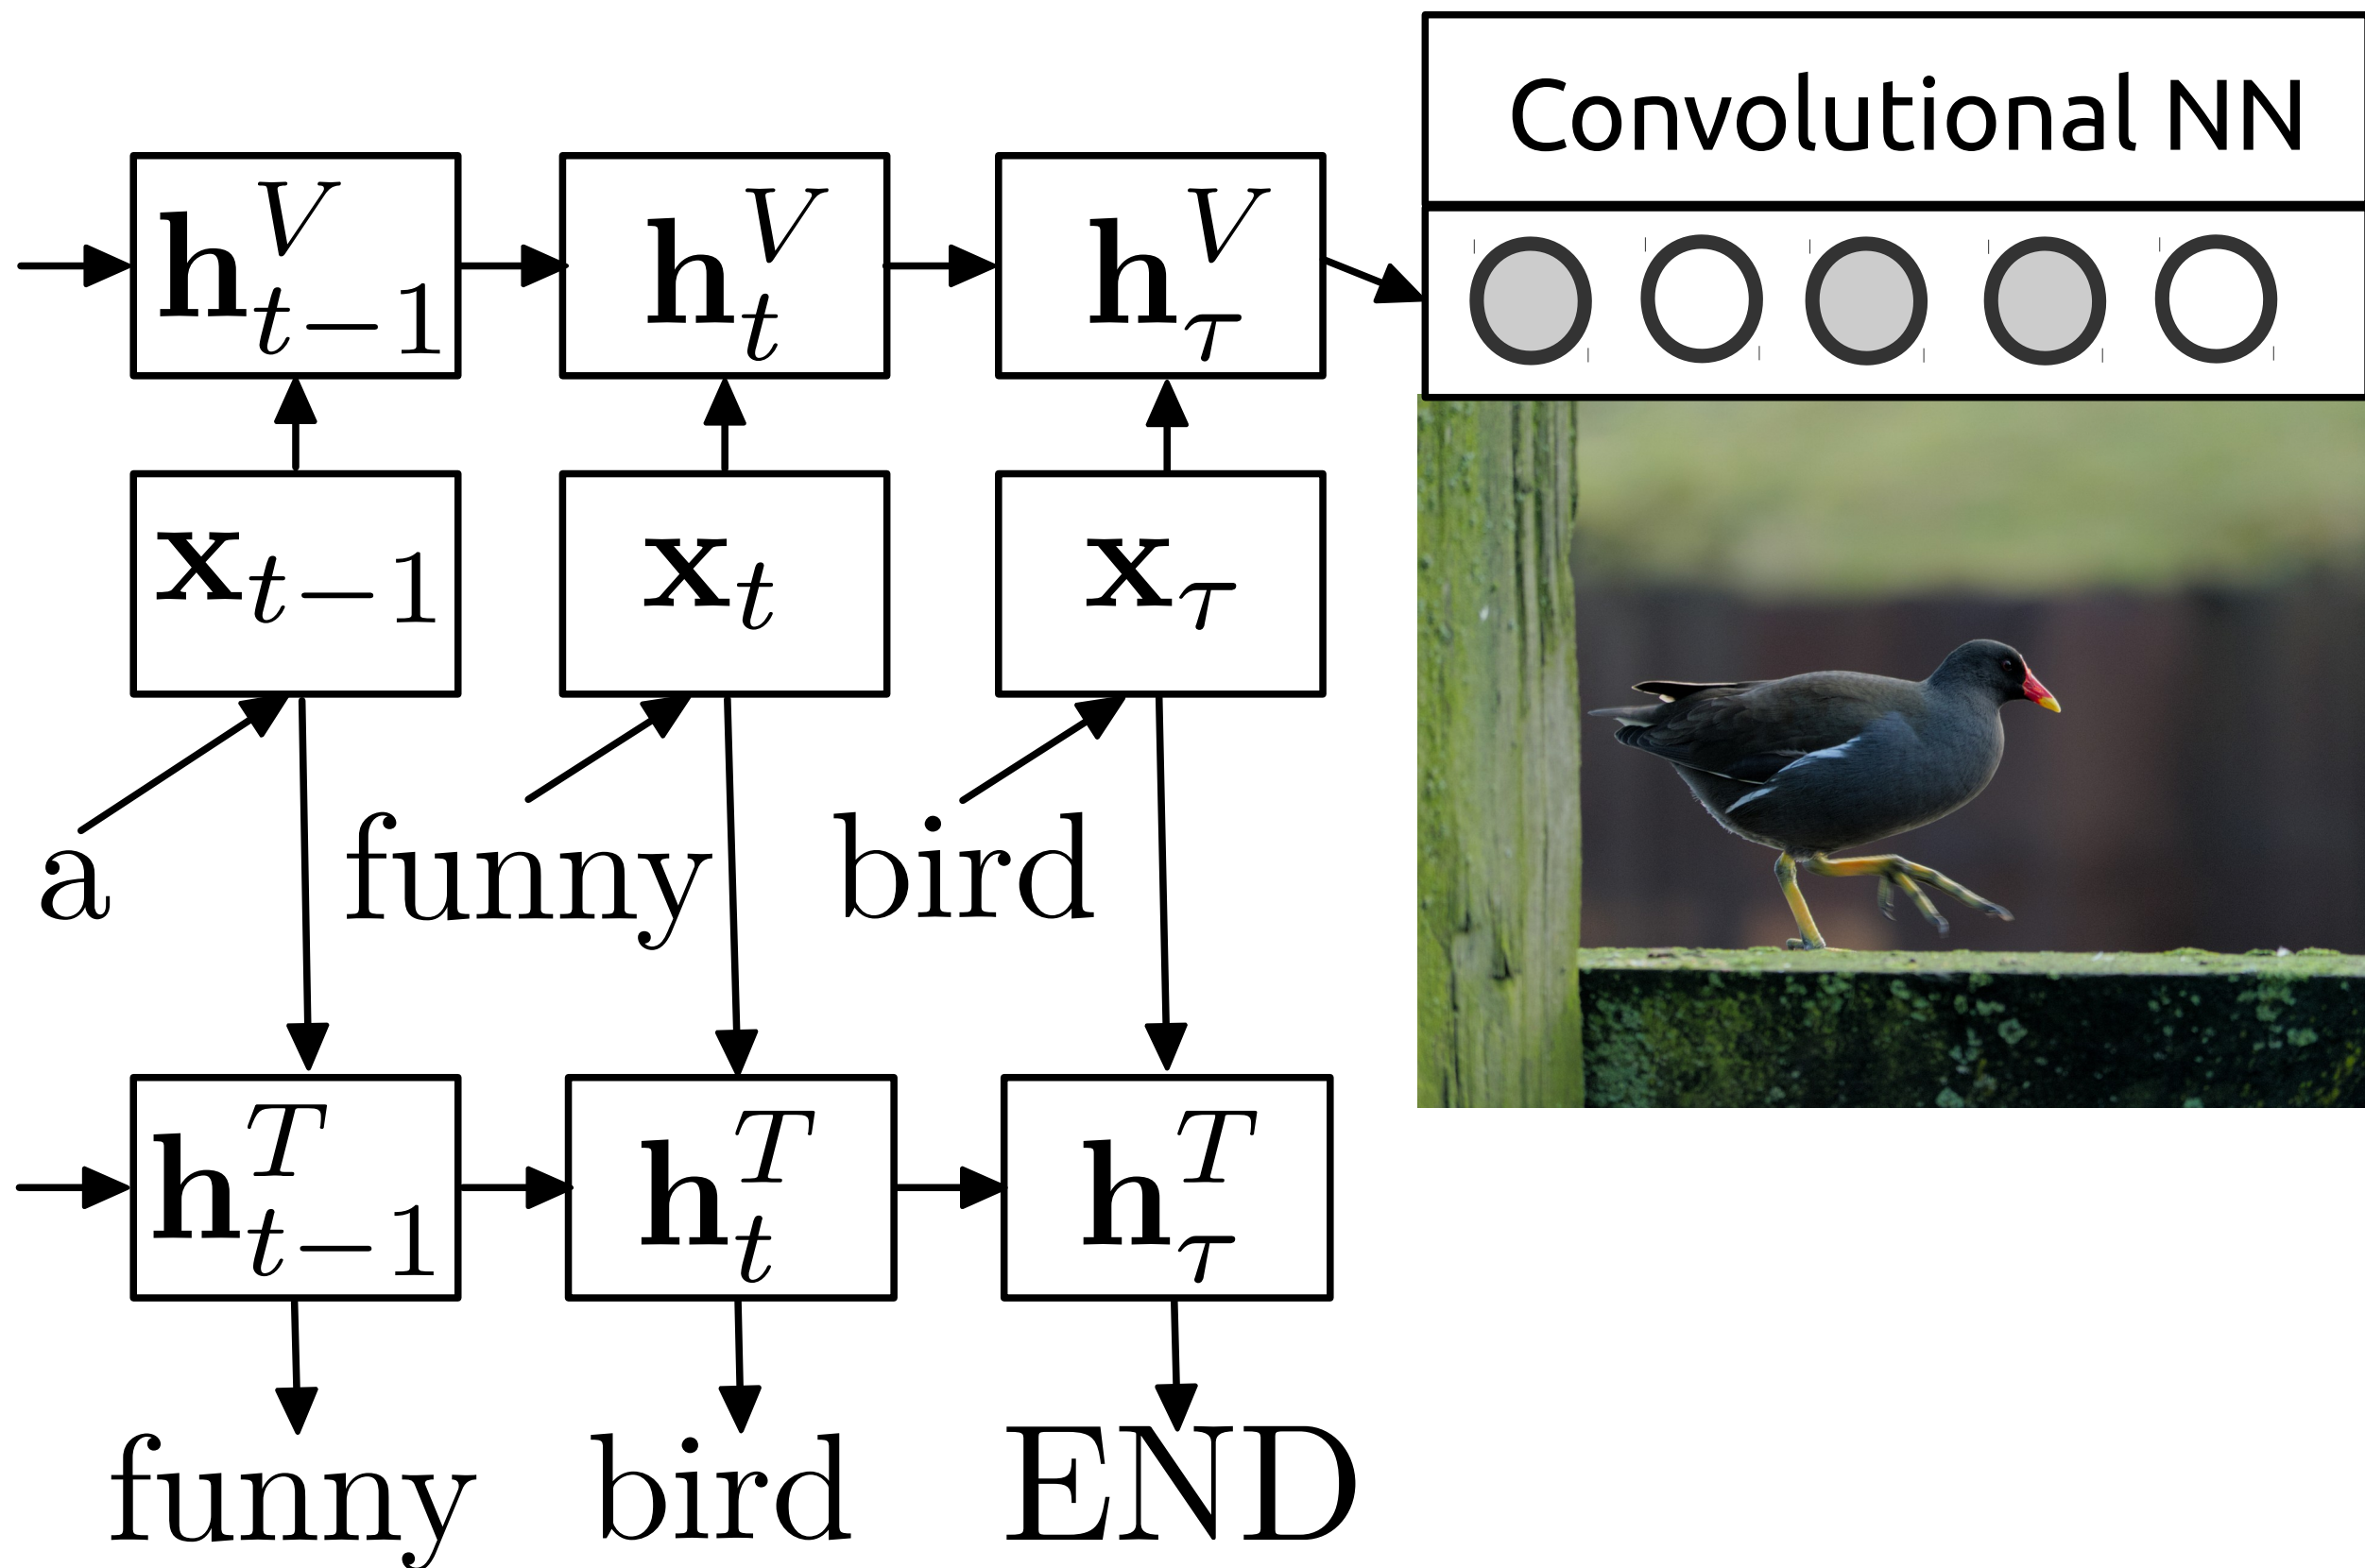 Convolutional NN
h^V_{t−1} h^V_t h^V_τ
x_{t−1} x_t x_τ
a funny bird
h^T_{t−1} h^T_t h^T_τ
funny bird END